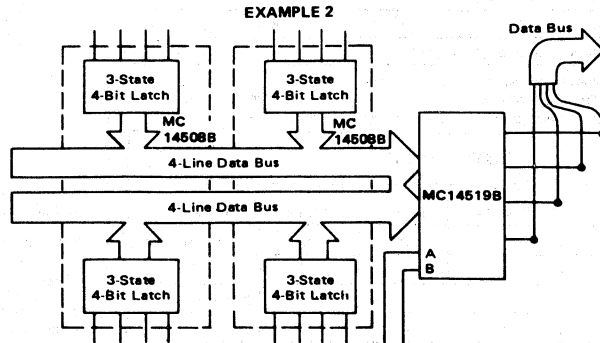 EXAMPLE 2
Data Bus
3-State
4-Bit Latch
3-State
4-Bit Latch
MC
14508B
MC
14508B
4-Line Data Bus
MC14519B
4-Line Data Bus
A
B
3-State
4-Bit Latch
3-State
4-Bit Latch